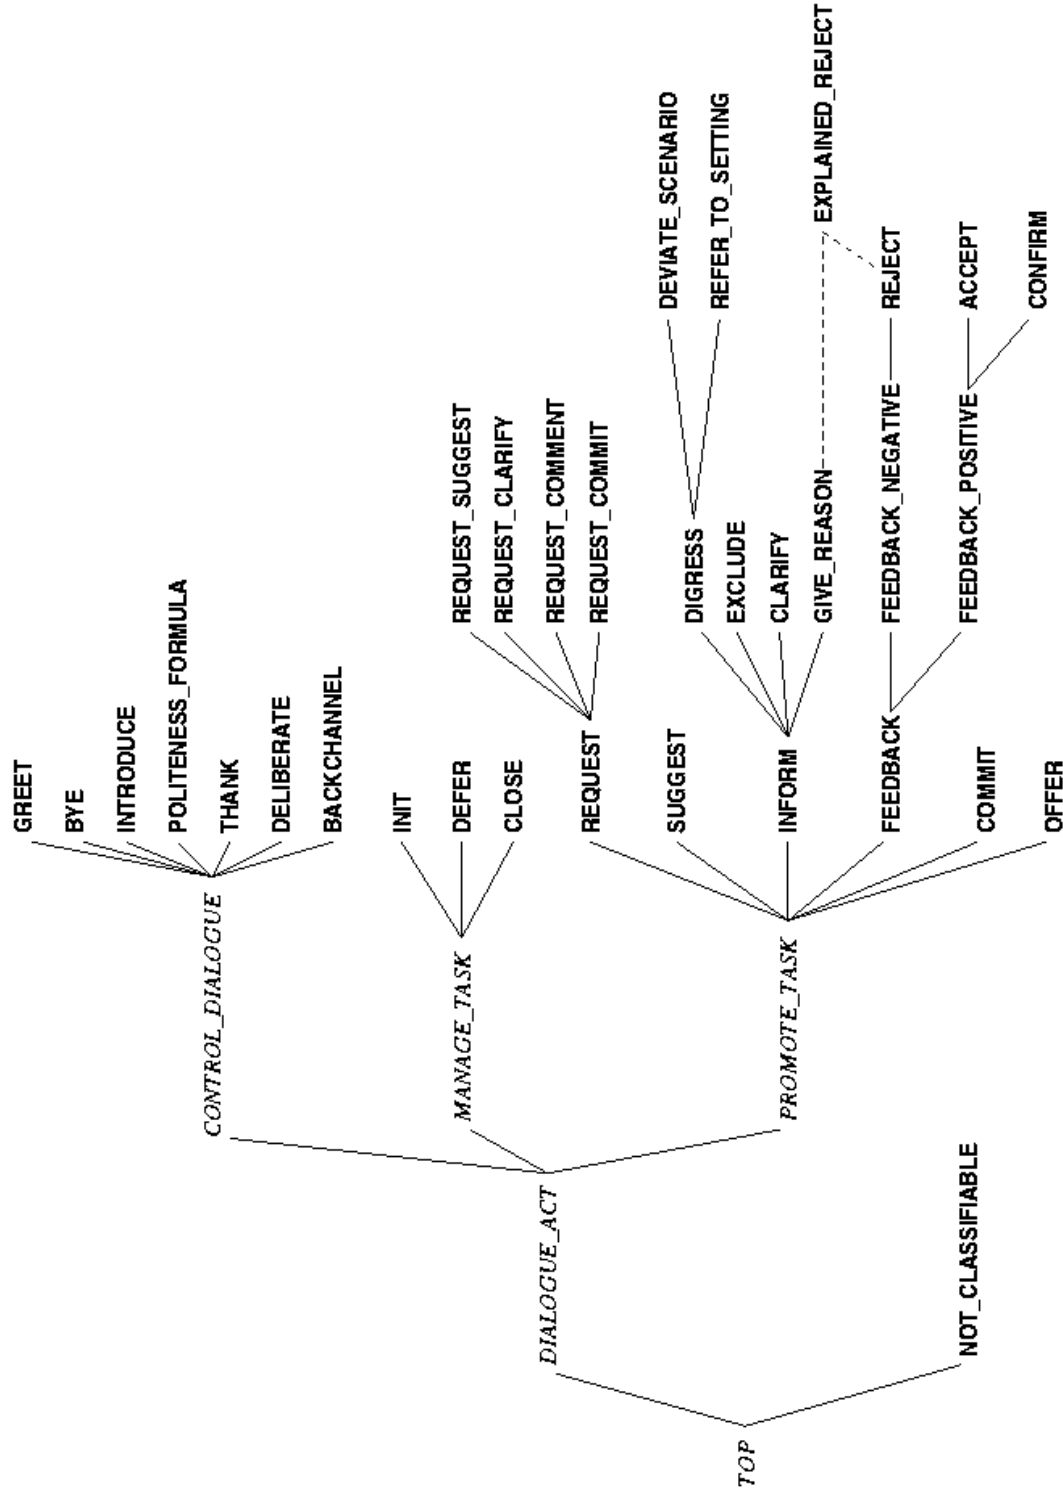 TOP
DIALOGUE_ACT
NOT_CLASSIFIABLE
CONTROL_DIALOGUE
MANAGE_TASK
PROMOTE_TASK
GREET
BYE
INTRODUCE
POLITENESS_FORMULA
THANK
DELIBERATE
BACKCHANNEL
INIT
DEFER
CLOSE
REQUEST
SUGGEST
INFORM
FEEDBACK
COMMIT
OFFER
REQUEST_SUGGEST
REQUEST_CLARIFY
REQUEST_COMMENT
REQUEST_COMMIT
DIGRESS
EXCLUDE
CLARIFY
GIVE_REASON
FEEDBACK_NEGATIVE
FEEDBACK_POSITIVE
DEVIATE_SCENARIO
REFER_TO_SETTING
EXPLAINED_REJECT
REJECT
ACCEPT
CONFIRM